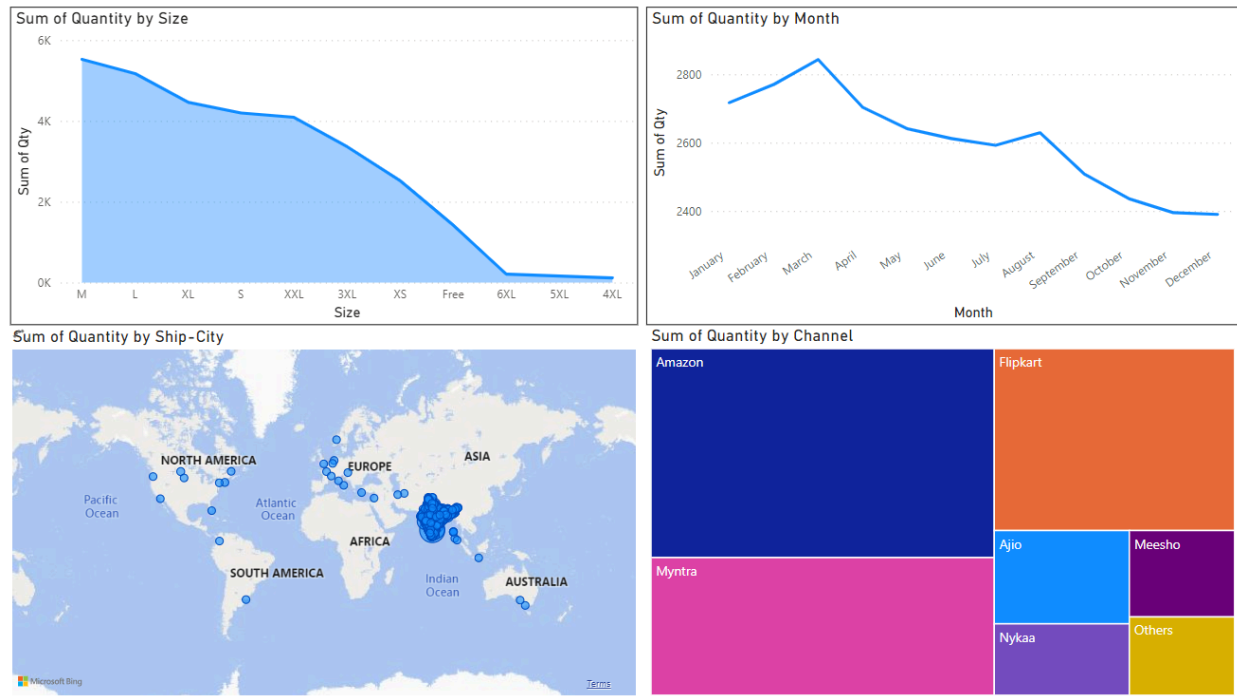 Sum of Quantity by Size
6K
4K
2K
0K
Sum of Qty
M L XL S XXL 3XL XS Free 6XL 5XL 4XL
Size
Sum of Quantity by Month
2800
2600
2400
Sum of Qty
January February March April May June July August September October November December
Month
Sum of Quantity by Ship-City
NORTH AMERICA
EUROPE
ASIA
Pacific
Ocean
Atlantic
Ocean
AFRICA
SOUTH AMERICA
Indian
Ocean
AUSTRALIA
Microsoft Bing
Terms
Sum of Quantity by Channel
Amazon
Flipkart
Myntra
Ajio
Meesho
Nykaa
Others